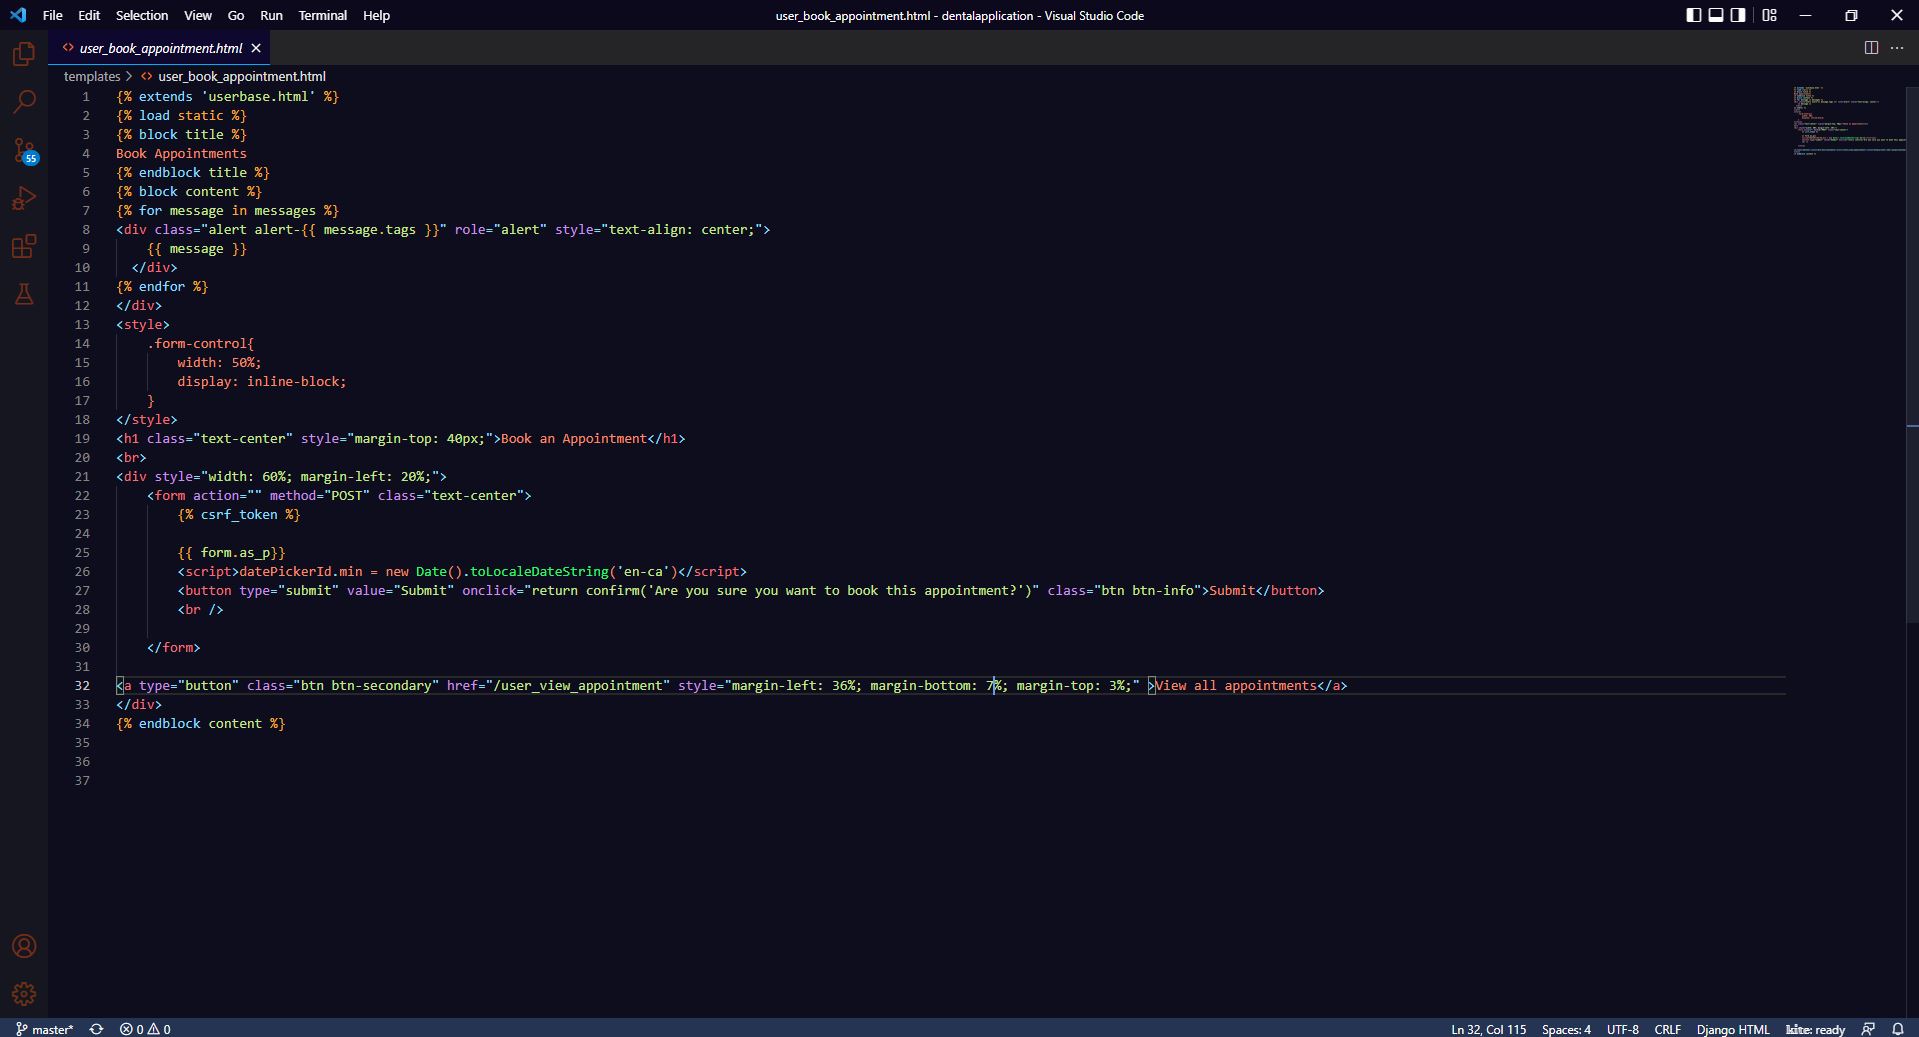 File Edit Selection View Go Run Terminal Help
user_book_appointment.html - dentalapplication - Visual Studio Code
<> user_book_appointment.html ×
templates > <> user_book_appointment.html
1 {% extends 'userbase.html' %}
2 {% load static %}
3 {% block title %}
4 Book Appointments
5 {% endblock title %}
6 {% block content %}
7 {% for message in messages %}
8 <div class="alert alert-{{ message.tags }}" role="alert" style="text-align: center;">
9     {{ message }}
10   </div>
11 {% endfor %}
12 </div>
13 <style>
14     .form-control{
15         width: 50%;
16         display: inline-block;
17     }
18 </style>
19 <h1 class="text-center" style="margin-top: 40px;">Book an Appointment</h1>
20 <br>
21 <div style="width: 60%; margin-left: 20%;">
22     <form action="" method="POST" class="text-center">
23         {% csrf_token %}
24
25         {{ form.as_p}}
26         <script>datePickerId.min = new Date().toLocaleDateString('en-ca')</script>
27         <button type="submit" value="Submit" onclick="return confirm('Are you sure you want to book this appointment?')" class="btn btn-info">Submit</button>
28         <br />
29
30     </form>
31
32 <a type="button" class="btn btn-secondary" href="/user_view_appointment" style="margin-left: 36%; margin-bottom: 7%; margin-top: 3%;" >View all appointments</a>
33 </div>
34 {% endblock content %}
35
36
37
55
master* 0 0
Ln 32, Col 115 Spaces: 4 UTF-8 CRLF Django HTML kite: ready